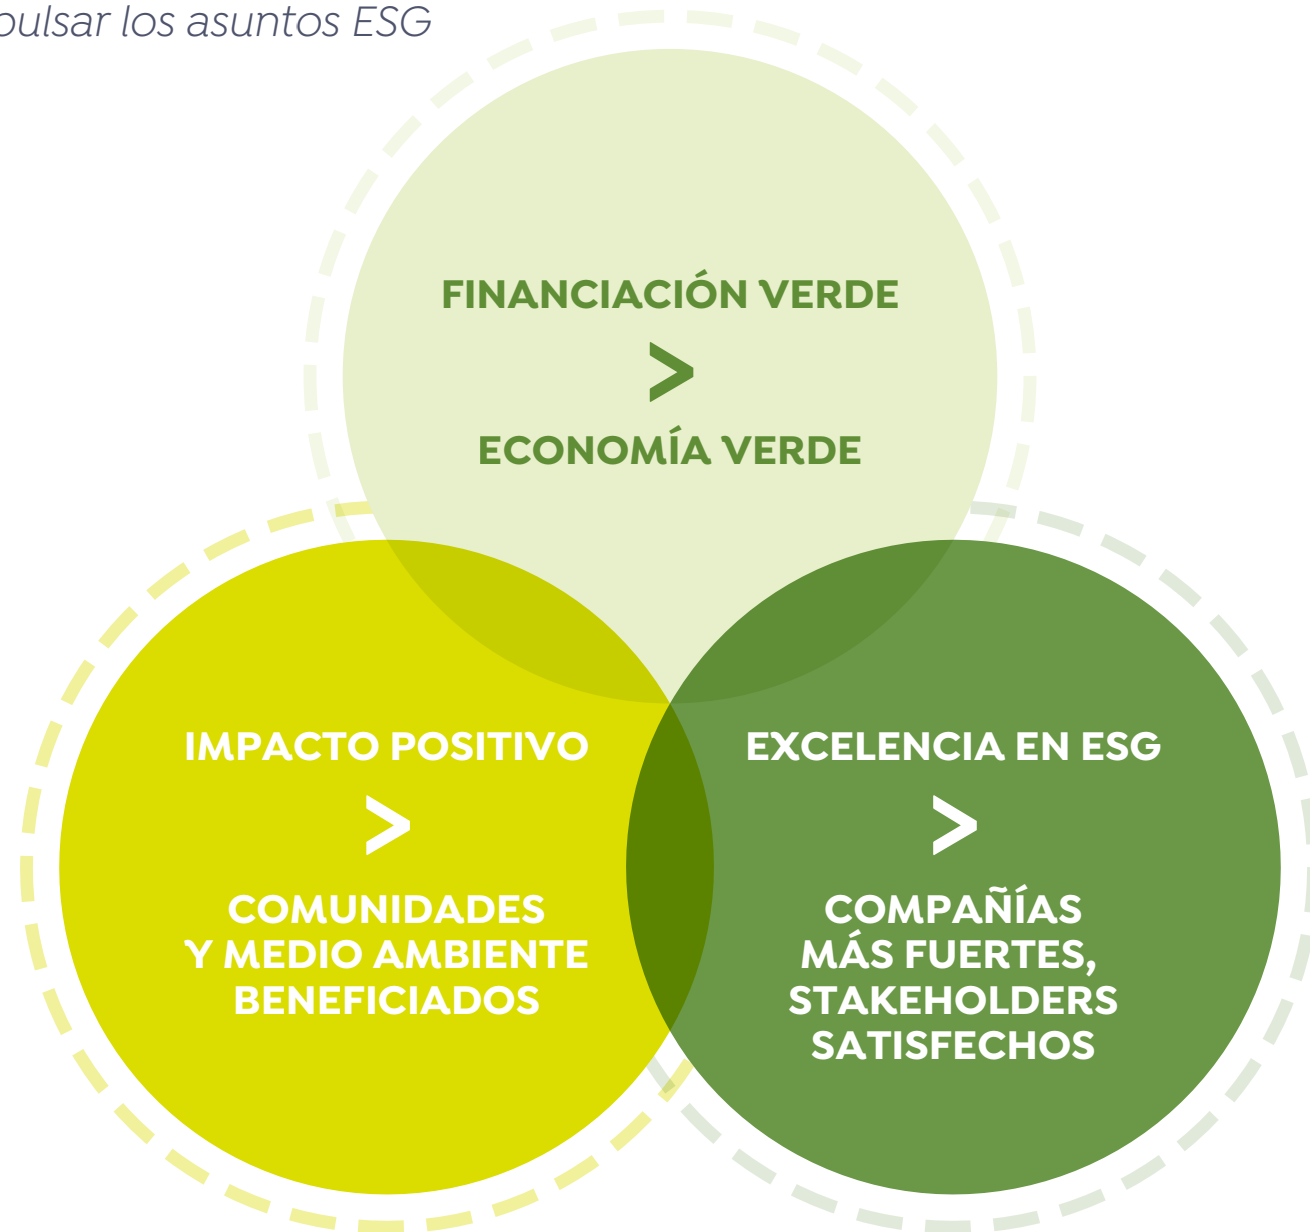 los asuntos ESG
FINANCIACIÓN VERDE
>
ECONOMÍA VERDE
IMPACTO POSITIVO
>
COMUNIDADES
Y MEDIO AMBIENTE
BENEFICIADOS
EXCELENCIA EN ESG
>
COMPAÑÍAS
MÁS FUERTES,
STAKEHOLDERS
SATISFECHOS